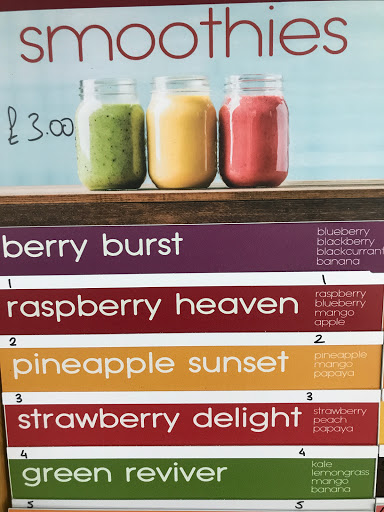 smoothies
£3.00
berry burst
blueberry
blackberry
blackcurrant
banana
1 1
raspberry heaven
raspberry
blueberry
mango
apple
2 2
pineapple sunset
pineapple
mango
papaya
3 3
strawberry delight
strawberry
peach
papaya
4 4
green reviver
kale
lemongrass
mango
banana
5 5